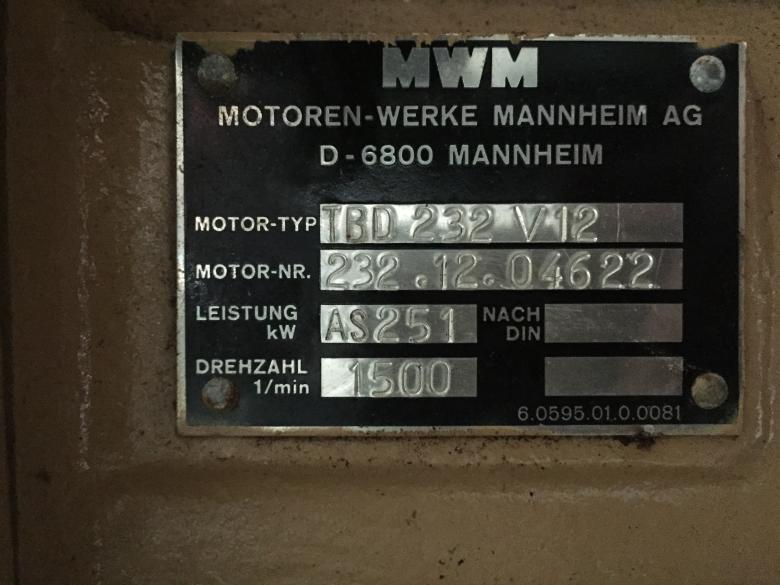 MWM
MOTOREN-WERKE MANNHEIM AG
D-6800 MANNHEIM
MOTOR-TYP TBD 232 V12
MOTOR-NR. 232.12.04622
LEISTUNG kW AS251 NACH DIN
DREHZAHL 1/min 1500
6.0595.01.0.0081